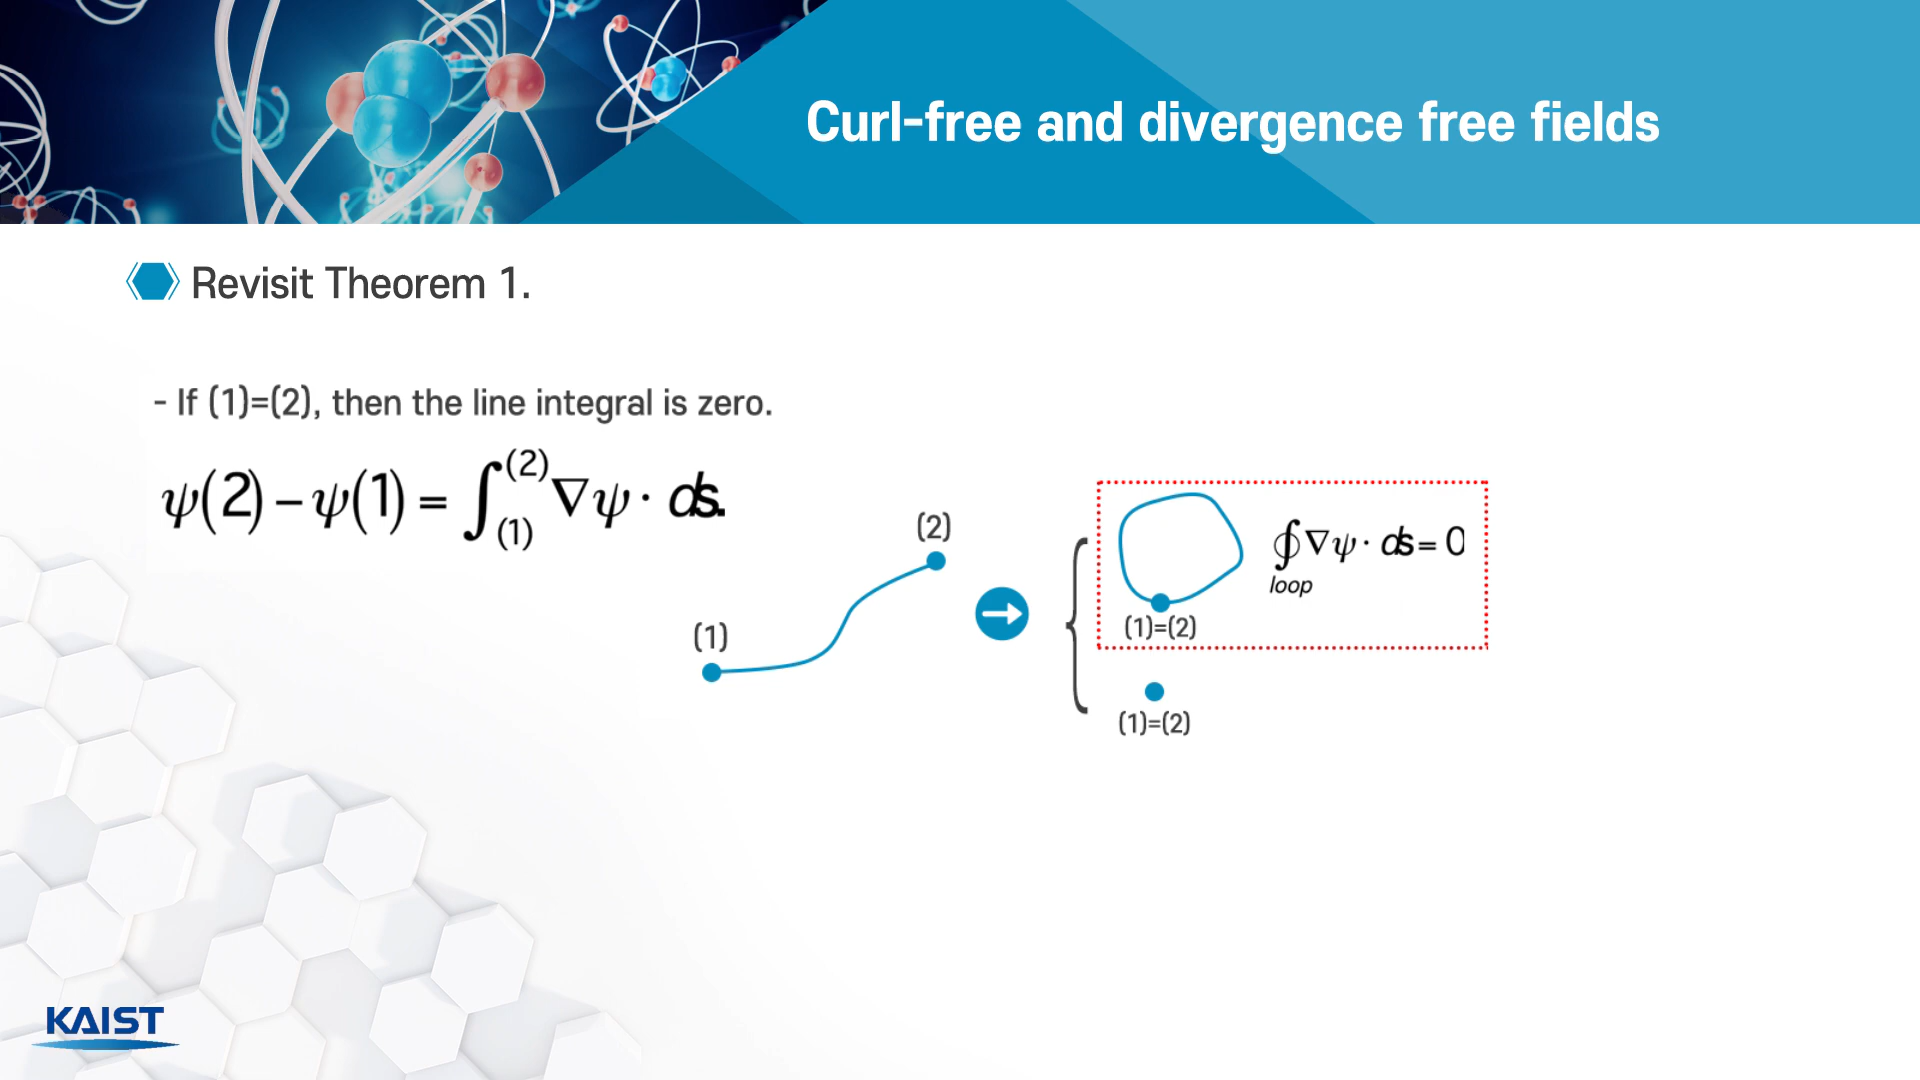 Curl-free and divergence free fields
Revisit Theorem 1.
- If (1)=(2), then the line integral is zero.
ψ(2) − ψ(1) = ∫₍₁₎⁽²⁾ ∇ψ · ds.
(1)
(2)
∮ ∇ψ · ds = 0
loop
(1)=(2)
(1)=(2)
KAIST